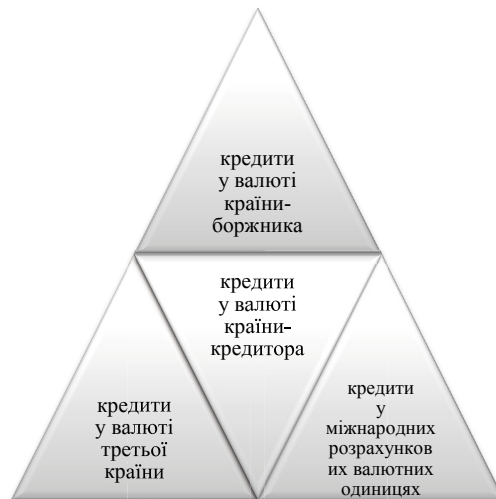 кредити
у валюті
країни-
боржника
кредити
у валюті
країни-
кредитора
кредити
у валюті
третьої
країни
кредити
у
міжнародних
розрахунков
их валютних
одиницях